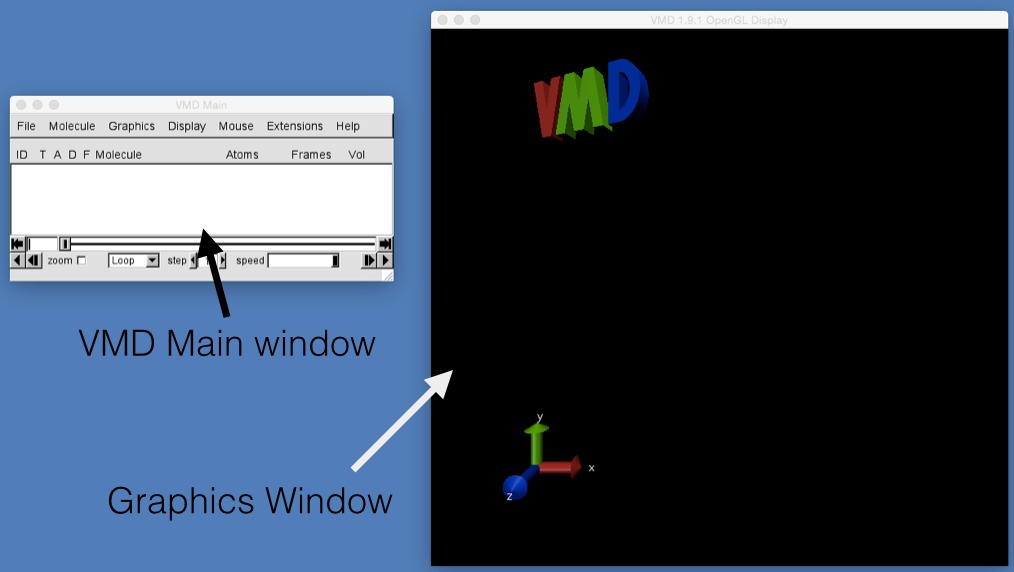 VMD Main
File Molecule Graphics Display Mouse Extensions Help
ID T A D F Molecule Atoms Frames Vol
zoom Loop step speed
VMD Main window
Graphics Window
VMD 1.9.1 OpenGL Display
VMD
y
x
z